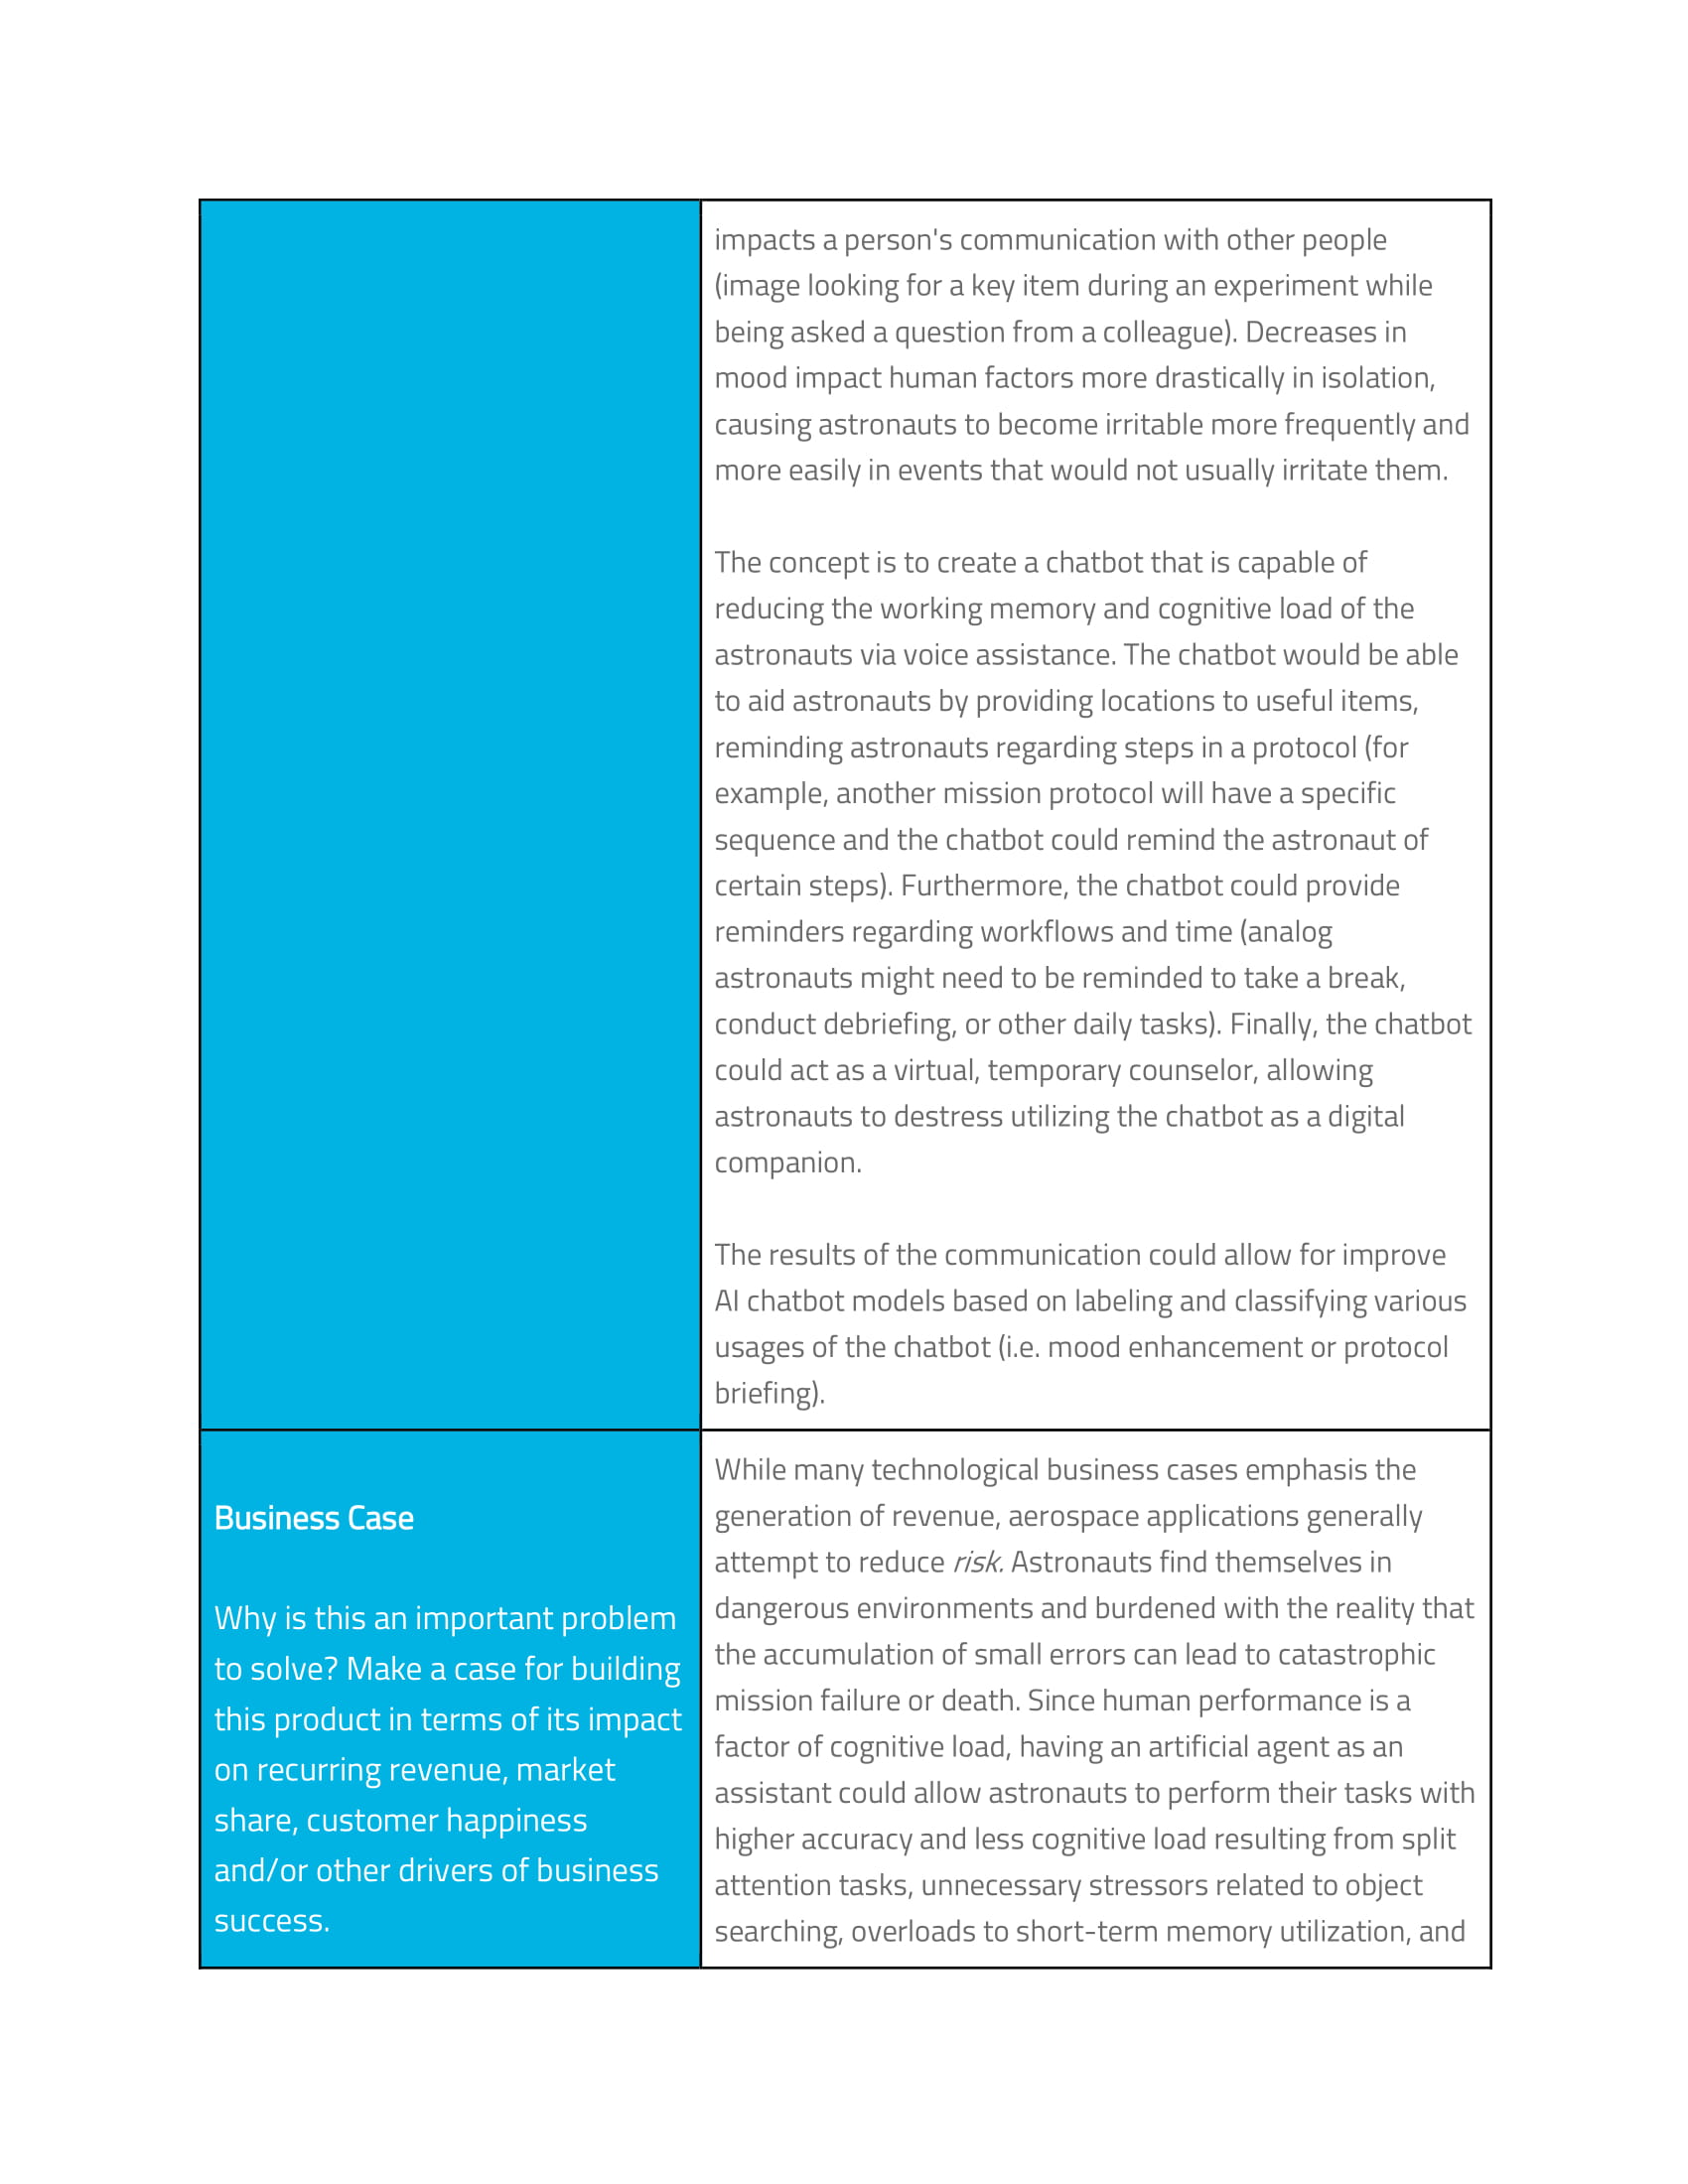 impacts a person's communication with other people
(image looking for a key item during an experiment while
being asked a question from a colleague). Decreases in
mood impact human factors more drastically in isolation,
causing astronauts to become irritable more frequently and
more easily in events that would not usually irritate them.
The concept is to create a chatbot that is capable of
reducing the working memory and cognitive load of the
astronauts via voice assistance. The chatbot would be able
to aid astronauts by providing locations to useful items,
reminding astronauts regarding steps in a protocol (for
example, another mission protocol will have a specific
sequence and the chatbot could remind the astronaut of
certain steps). Furthermore, the chatbot could provide
reminders regarding workflows and time (analog
astronauts might need to be reminded to take a break,
conduct debriefing, or other daily tasks). Finally, the chatbot
could act as a virtual, temporary counselor, allowing
astronauts to destress utilizing the chatbot as a digital
companion.
The results of the communication could allow for improve
AI chatbot models based on labeling and classifying various
usages of the chatbot (i.e. mood enhancement or protocol
briefing).
Business Case
Why is this an important problem
to solve? Make a case for building
this product in terms of its impact
on recurring revenue, market
share, customer happiness
and/or other drivers of business
success.
While many technological business cases emphasis the
generation of revenue, aerospace applications generally
attempt to reduce risk. Astronauts find themselves in
dangerous environments and burdened with the reality that
the accumulation of small errors can lead to catastrophic
mission failure or death. Since human performance is a
factor of cognitive load, having an artificial agent as an
assistant could allow astronauts to perform their tasks with
higher accuracy and less cognitive load resulting from split
attention tasks, unnecessary stressors related to object
searching, overloads to short-term memory utilization, and